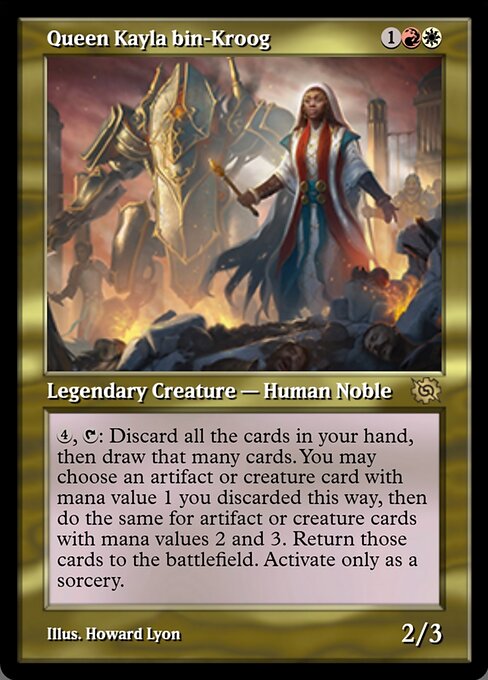 Queen Kayla bin-Kroog 1
Legendary Creature — Human Noble
4, : Discard all the cards in your hand,
then draw that many cards. You may
choose an artifact or creature card with
mana value 1 you discarded this way, then
do the same for artifact or creature cards
with mana values 2 and 3. Return those
cards to the battlefield. Activate only as a
sorcery.
Illus. Howard Lyon 2/3